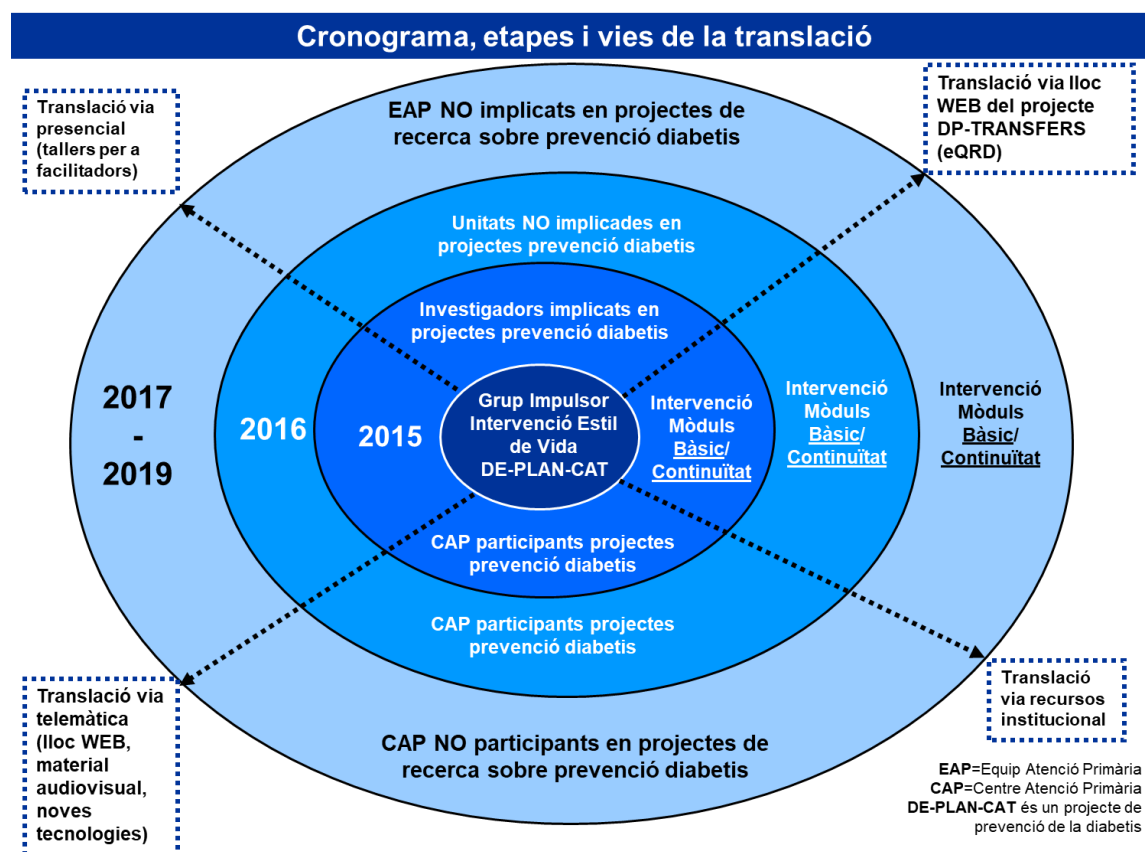 Cronograma, etapes i vies de la translació
Translació via
presencial
(tallers per a
facilitadors)
EAP NO implicats en projectes de
recerca sobre prevenció diabetis
Translació via lloc
WEB del projecte
DP-TRANSFERS
(eQRD)
Unitats NO implicades en
projectes prevenció diabetis
Investigadors implicats en
projectes prevenció diabetis
2017
-
2019
2016
2015
Grup Impulsor
Intervenció Estil
de Vida
DE-PLAN-CAT
Intervenció
Mòduls
Bàsic/
Continuïtat
Intervenció
Mòduls
Bàsic/
Continuïtat
Intervenció
Mòduls
Bàsic/
Continuïtat
CAP participants projectes
prevenció diabetis
CAP participants projectes
prevenció diabetis
CAP NO participants en projectes de
recerca sobre prevenció diabetis
Translació via
telemàtica
(lloc WEB,
material
audiovisual,
noves
tecnologies)
Translació
via recursos
institucional
EAP=Equip Atenció Primària
CAP=Centre Atenció Primària
DE-PLAN-CAT és un projecte de
prevenció de la diabetis